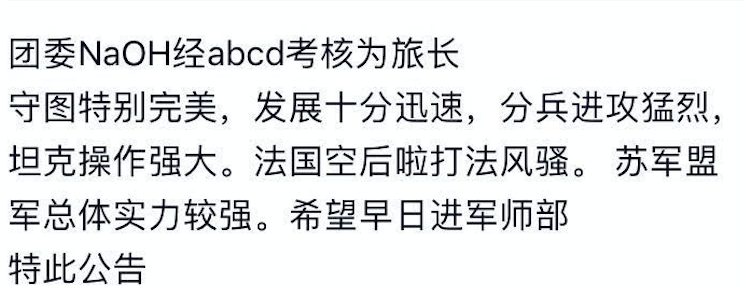 团委NaOH经abcd考核为旅长
守图特别完美，发展十分迅速，分兵进攻猛烈，
坦克操作强大。法国空后啦打法风骚。 苏军盟
军总体实力较强。希望早日进军师部
特此公告